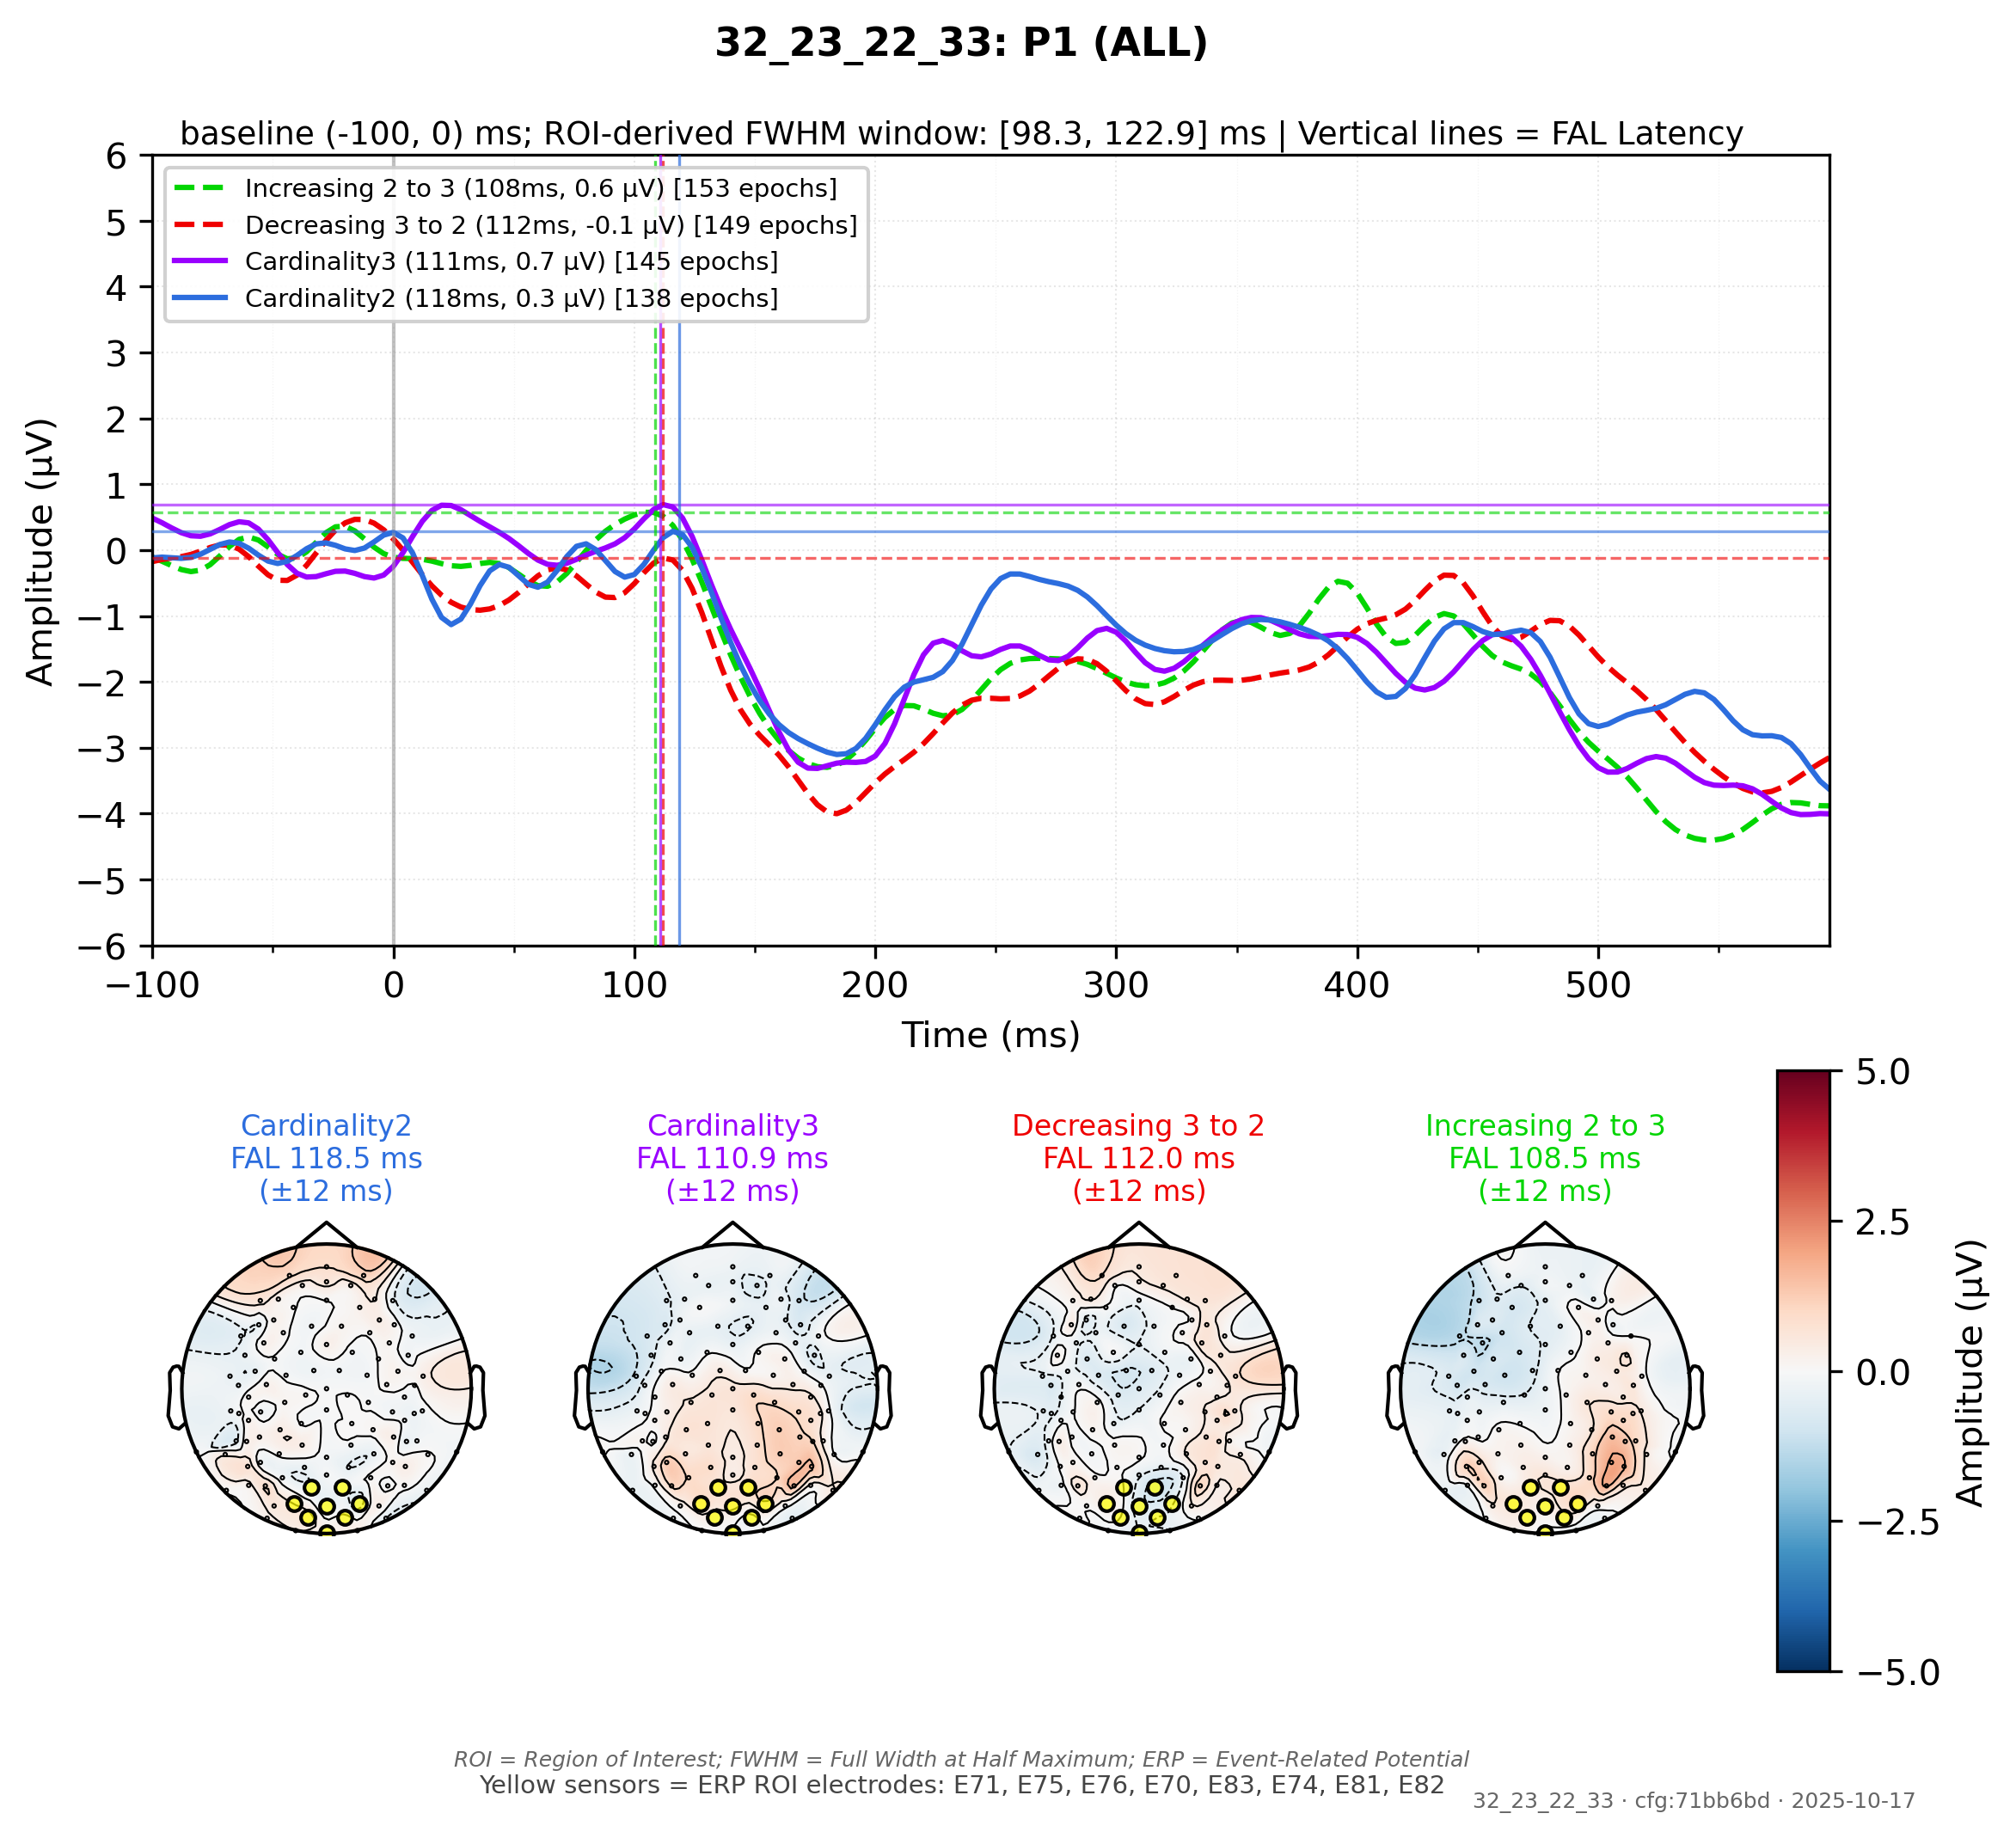 32_23_22_33: P1 (ALL)
baseline (-100, 0) ms; ROI-derived FWHM window: [98.3, 122.9] ms | Vertical lines = FAL Latency
Increasing 2 to 3 (108ms, 0.6 µV) [153 epochs]
Decreasing 3 to 2 (112ms, -0.1 µV) [149 epochs]
Cardinality3 (111ms, 0.7 µV) [145 epochs]
Cardinality2 (118ms, 0.3 µV) [138 epochs]
6
5
4
3
2
1
0
−1
−2
−3
−4
−5
−6
Amplitude (µV)
−100
0
100
200
300
400
500
Time (ms)
Cardinality2
FAL 118.5 ms
(±12 ms)
Cardinality3
FAL 110.9 ms
(±12 ms)
Decreasing 3 to 2
FAL 112.0 ms
(±12 ms)
Increasing 2 to 3
FAL 108.5 ms
(±12 ms)
5.0
2.5
0.0
−2.5
−5.0
Amplitude (µV)
ROI = Region of Interest; FWHM = Full Width at Half Maximum; ERP = Event-Related Potential
Yellow sensors = ERP ROI electrodes: E71, E75, E76, E70, E83, E74, E81, E82
32_23_22_33 · cfg:71bb6bd · 2025-10-17